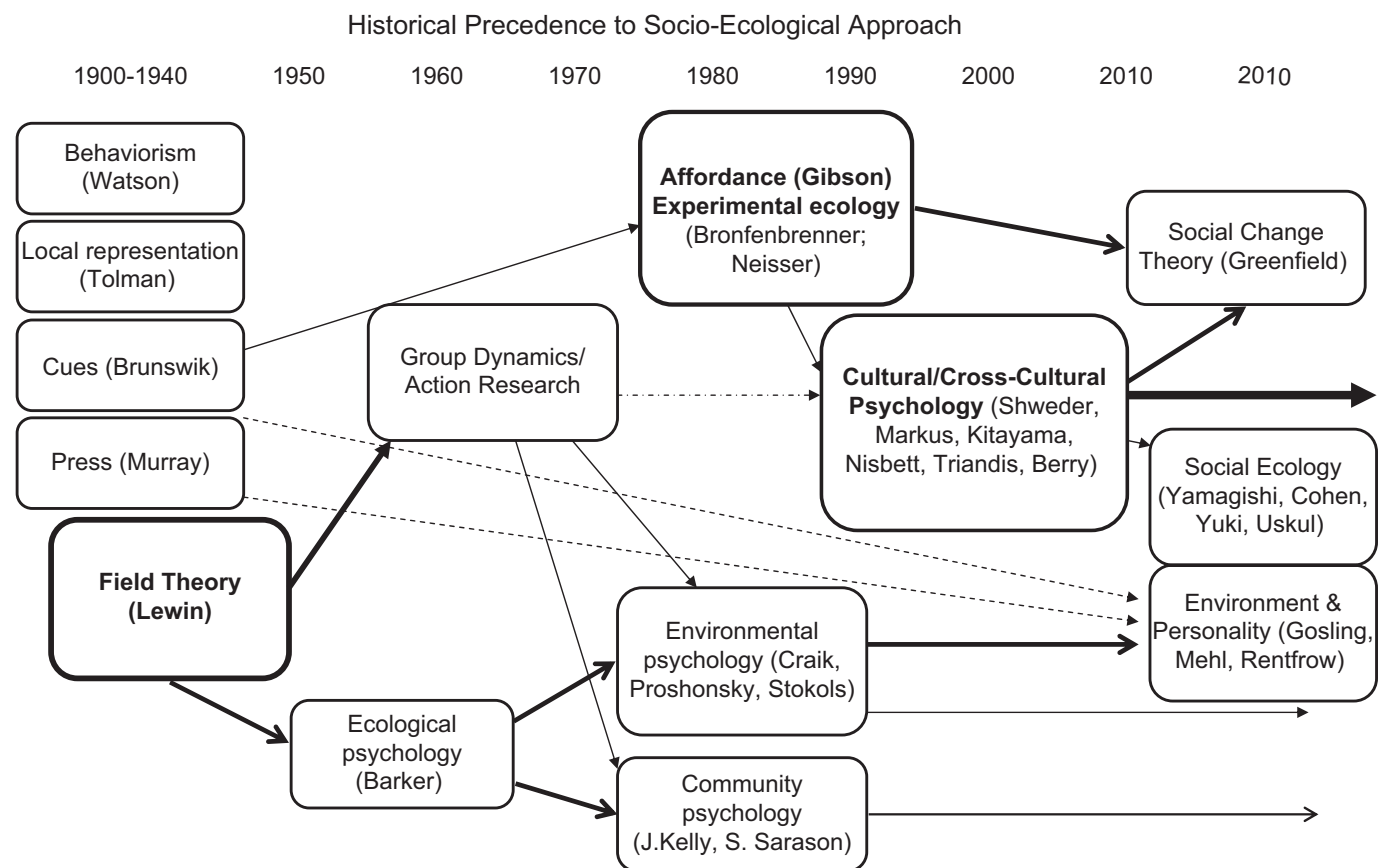 Historical Precedence to Socio-Ecological Approach
1900-1940 1950 1960 1970 1980 1990 2000 2010 2010
Behaviorism
(Watson)
Local representation
(Tolman)
Cues (Brunswik)
Press (Murray)
Field Theory
(Lewin)
Group Dynamics/
Action Research
Ecological
psychology
(Barker)
Affordance (Gibson)
Experimental ecology
(Bronfenbrenner;
Neisser)
Cultural/Cross-Cultural
Psychology (Shweder,
Markus, Kitayama,
Nisbett, Triandis, Berry)
Environmental
psychology (Craik,
Proshonsky, Stokols)
Community
psychology
(J.Kelly, S. Sarason)
Social Change
Theory (Greenfield)
Social Ecology
(Yamagishi, Cohen,
Yuki, Uskul)
Environment &
Personality (Gosling,
Mehl, Rentfrow)